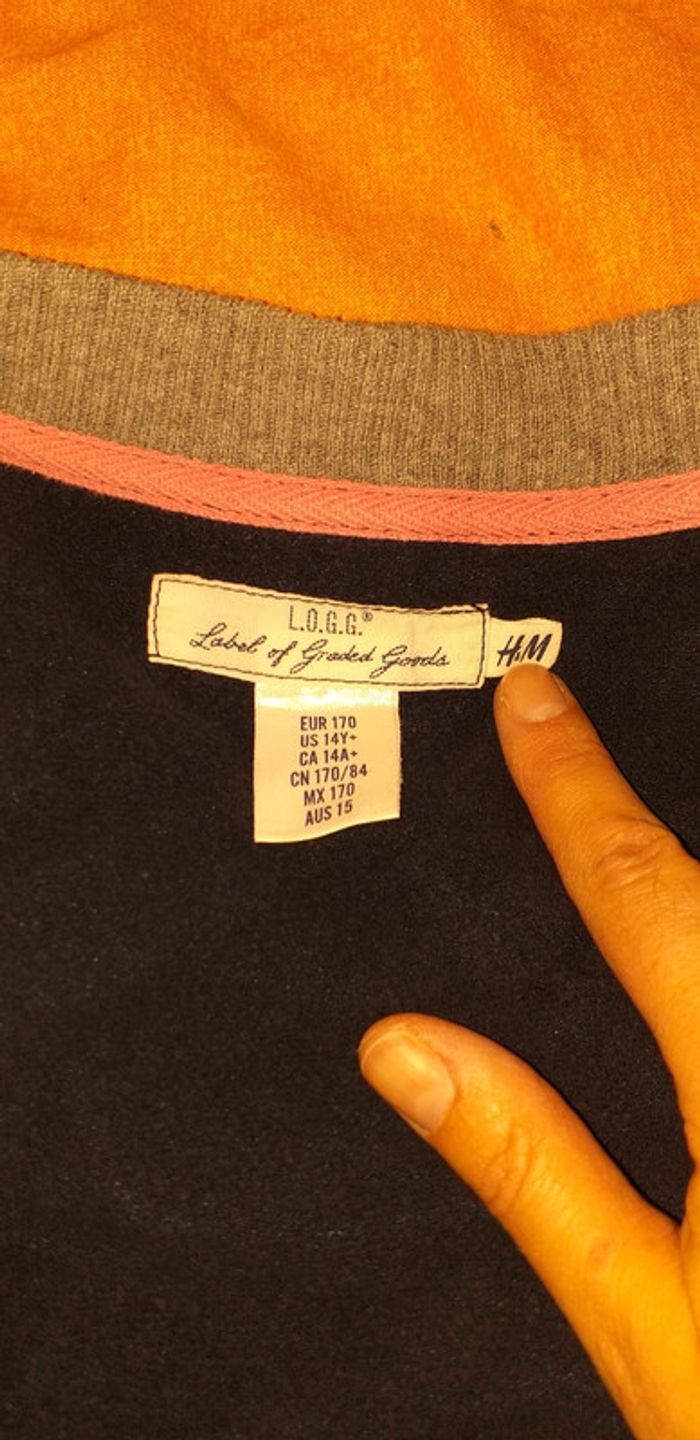 L.O.G.G.®
Label of Graded Goods
H&M
EUR 170
US 14Y+
CA 14A+
CN 170/84
MX 170
AUS 15